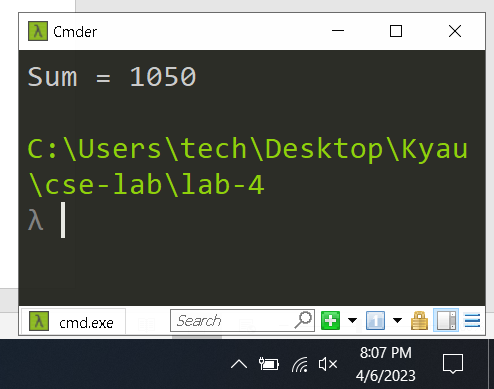 Cmder
Sum = 1050
C:\Users\tech\Desktop\Kyau
\cse-lab\lab-4
λ
cmd.exe
Search
8:07 PM
4/6/2023